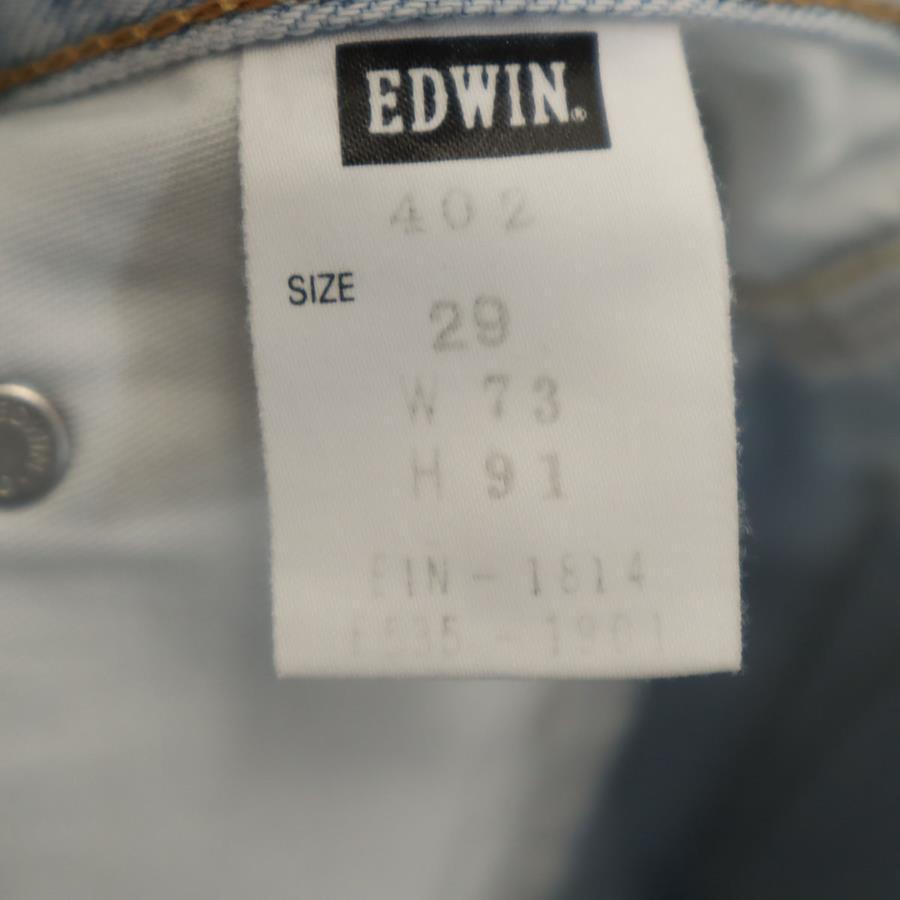 EDWIN®
402
SIZE
29
W 73
H 91
FIN - 1814